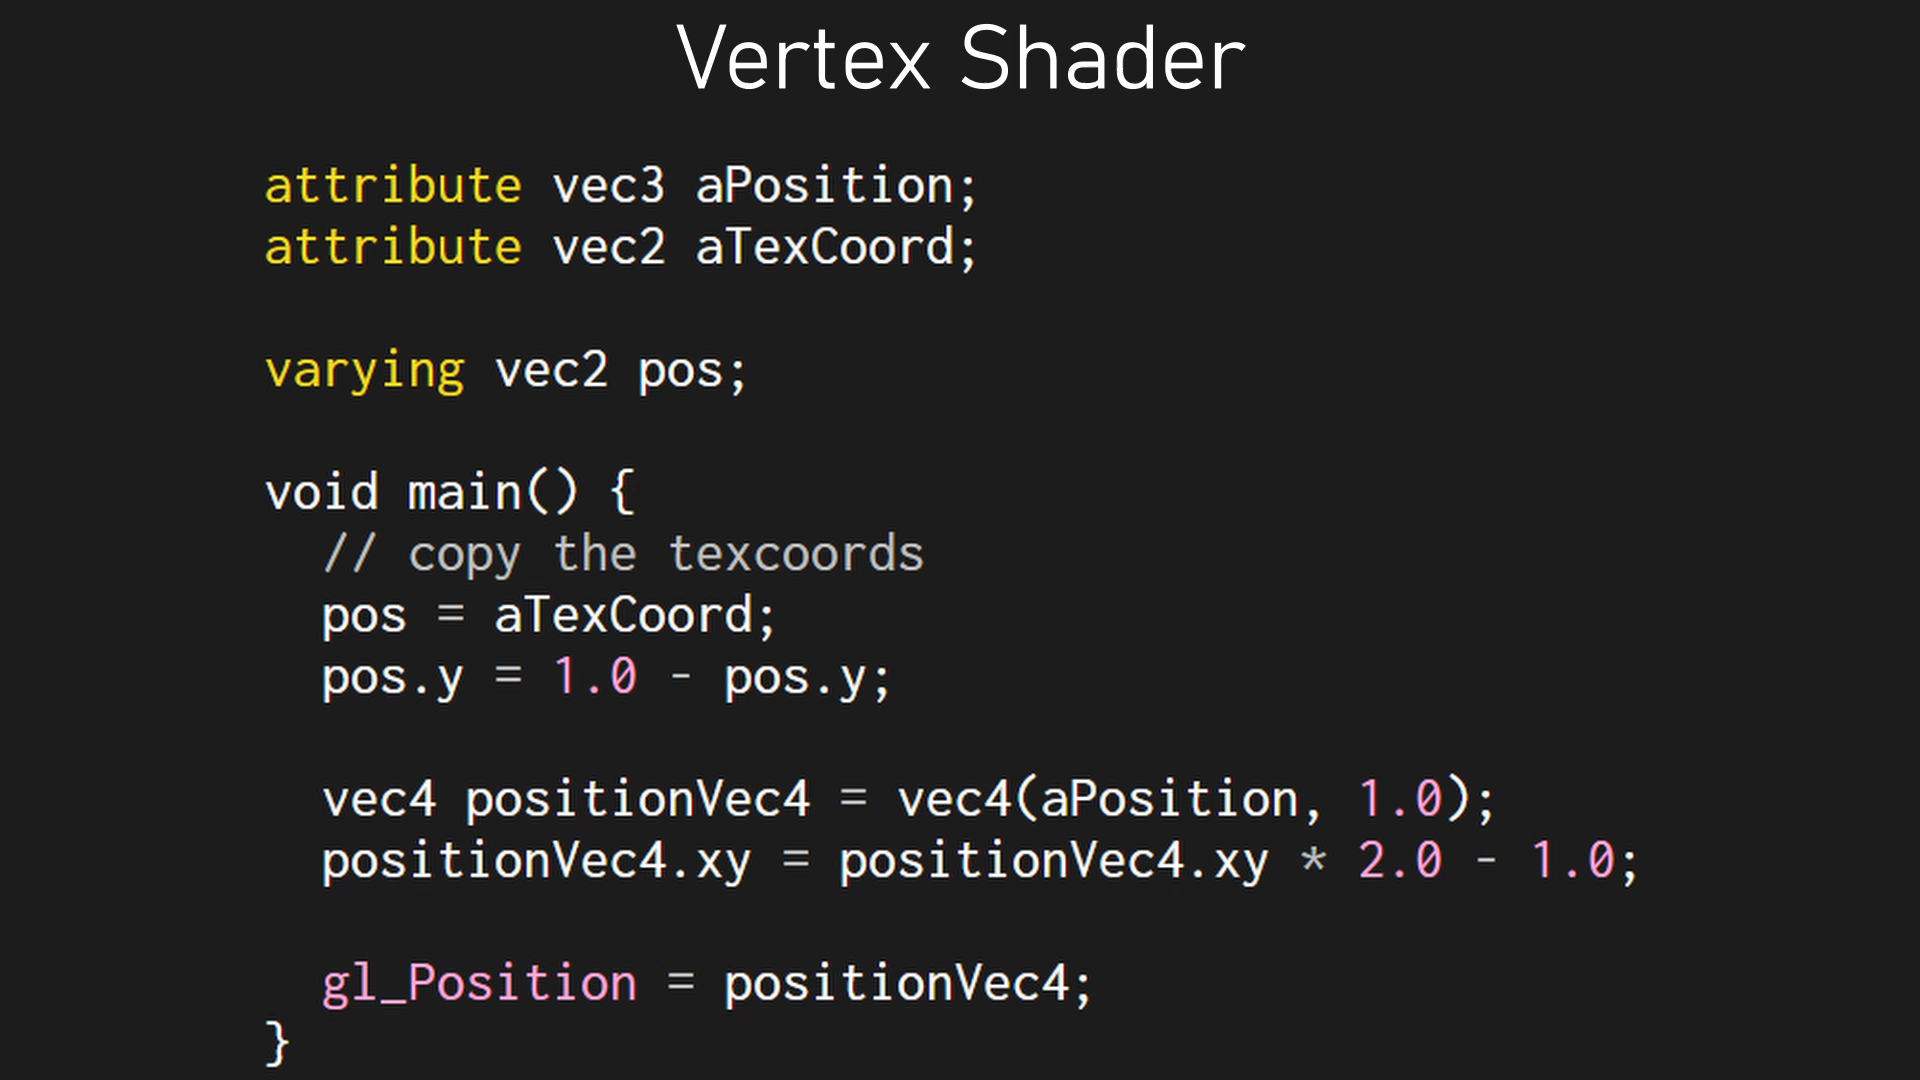 Vertex Shader
attribute vec3 aPosition;
attribute vec2 aTexCoord;
varying vec2 pos;
void main() {
// copy the texcoords
pos = aTexCoord;
pos.y = 1.0 - pos.y;
vec4 positionVec4 = vec4(aPosition, 1.0);
positionVec4.xy = positionVec4.xy * 2.0 - 1.0;
gl_Position = positionVec4;
}